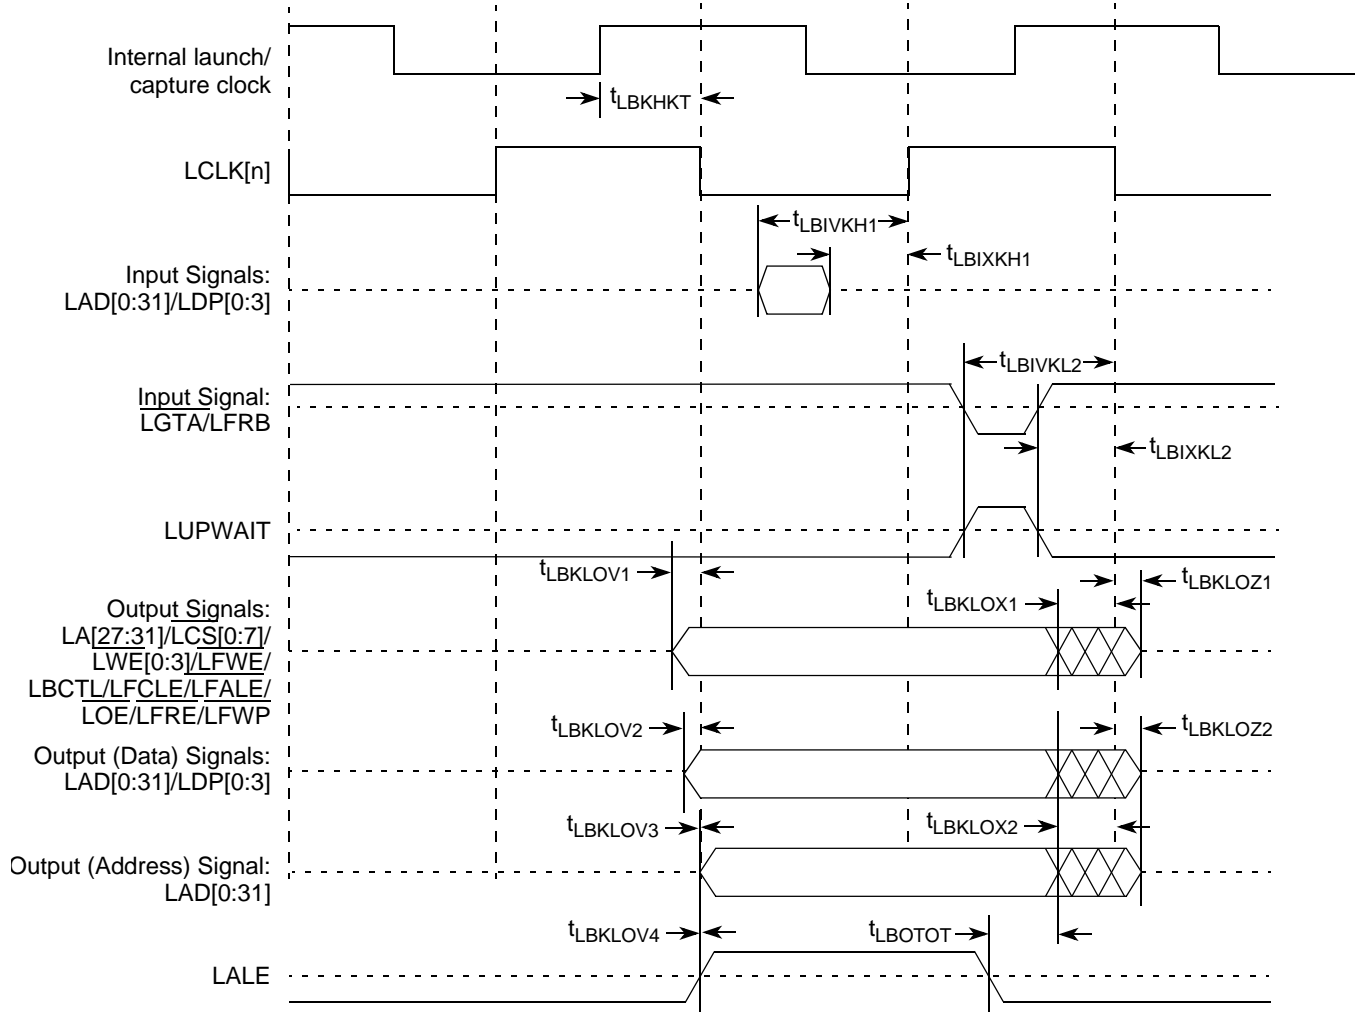 Internal launch/
capture clock
tLBKHKT
LCLK[n]
tLBIVKH1
tLBIXKH1
Input Signals:
LAD[0:31]/LDP[0:3]
tLBIVKL2
Input Signal:
LGTA/LFRB
tLBIXKL2
LUPWAIT
tLBKLOV1
tLBKLOZ1
tLBKLOX1
Output Signals:
LA[27:31]/LCS[0:7]/
LWE[0:3]/LFWE/
LBCTL/LFCLE/LFALE/
LOE/LFRE/LFWP
tLBKLOV2
tLBKLOZ2
Output (Data) Signals:
LAD[0:31]/LDP[0:3]
tLBKLOV3
tLBKLOX2
Output (Address) Signal:
LAD[0:31]
tLBKLOV4
tLBOTOT
LALE